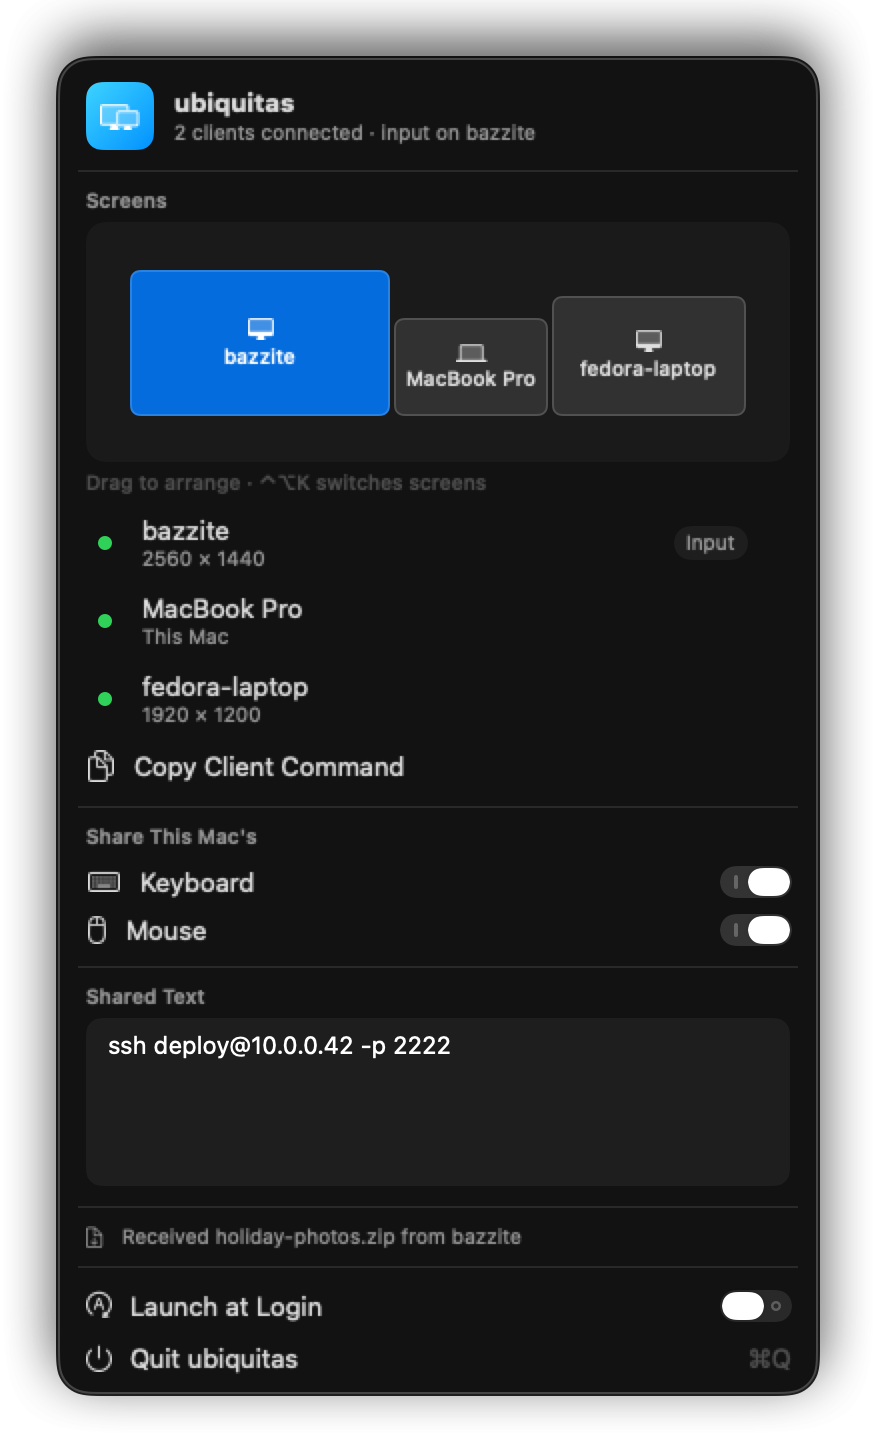 ubiquitas
2 clients connected · input on bazzite
Screens
bazzite
MacBook Pro
fedora-laptop
Drag to arrange · ⌃⌥K switches screens
bazzite
2560 × 1440
Input
MacBook Pro
This Mac
fedora-laptop
1920 × 1200
Copy Client Command
Share This Mac's
Keyboard
Mouse
Shared Text
ssh deploy@10.0.0.42 -p 2222
Received holiday-photos.zip from bazzite
Launch at Login
Quit ubiquitas ⌘Q